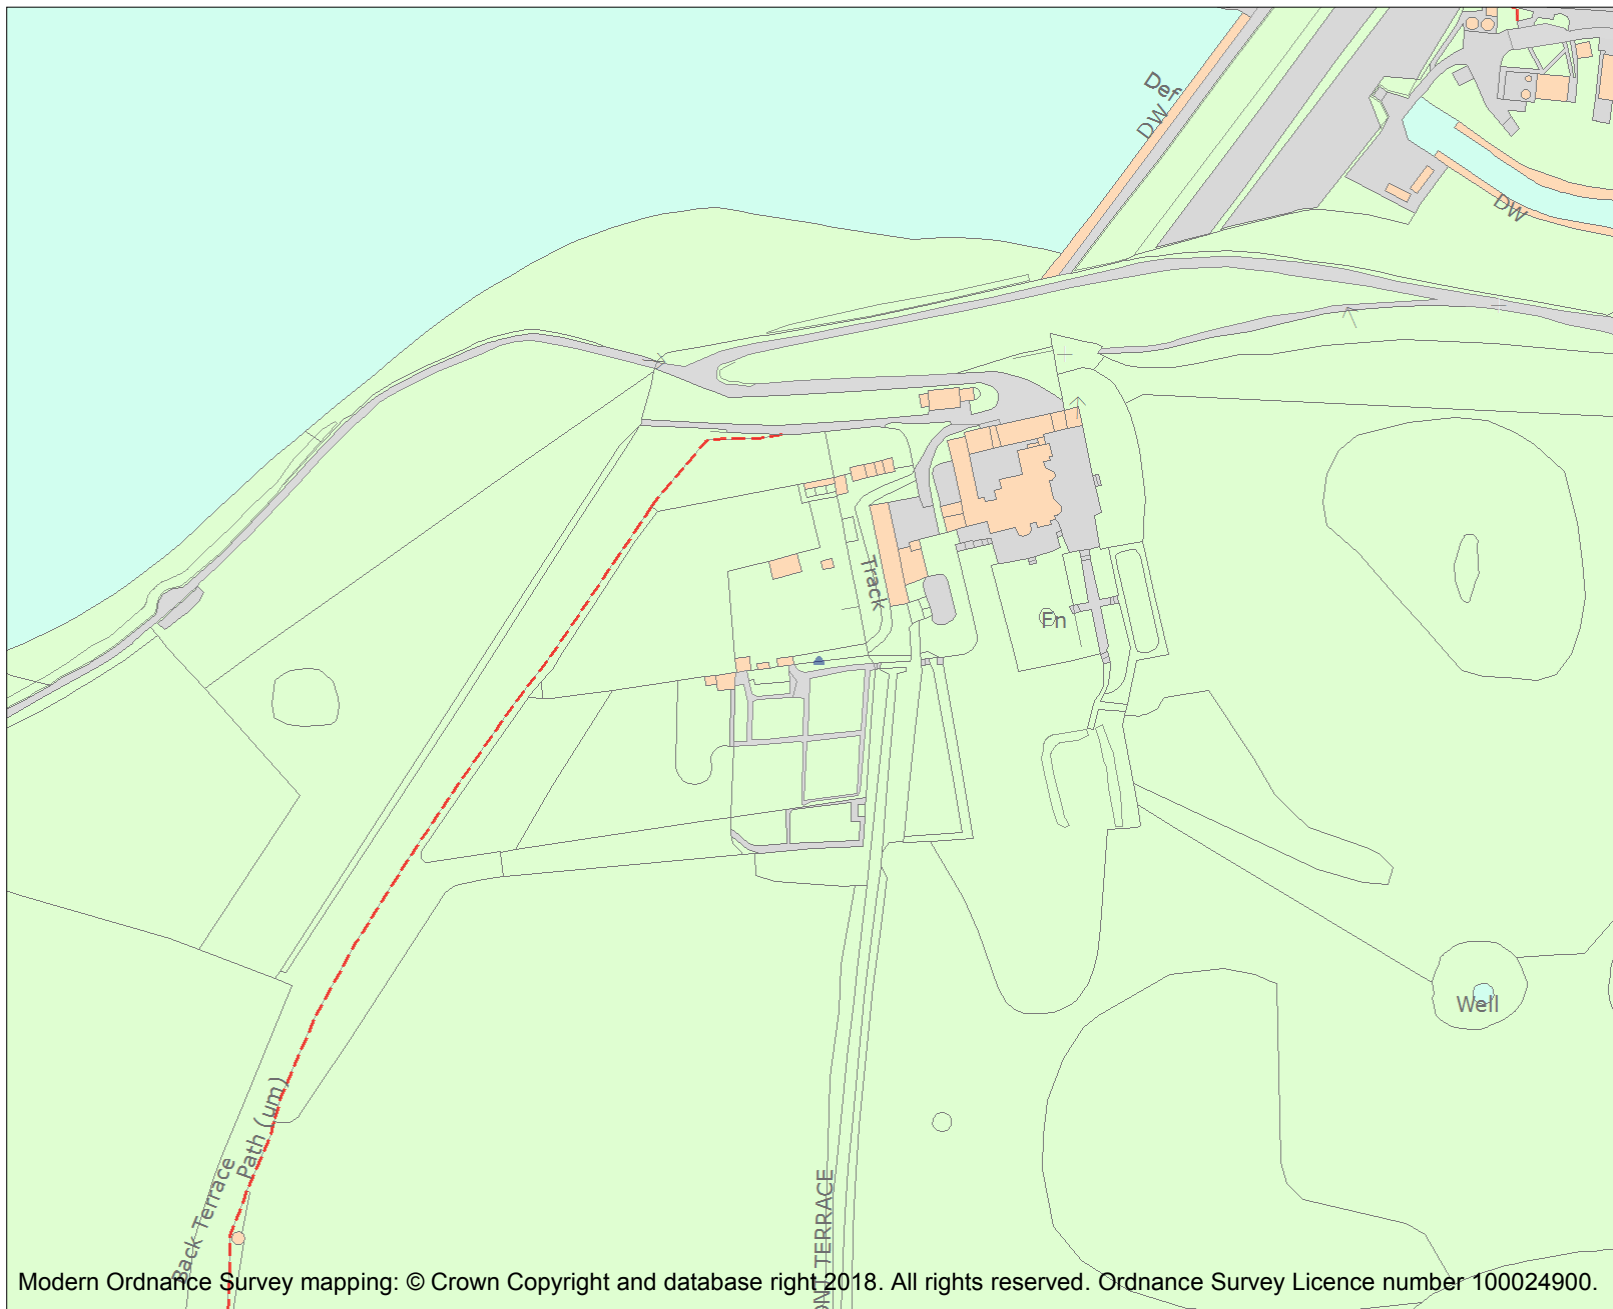 Def
DW
DW
Track
Fn
Well
Path (um)
Back Terrace
TERRACE
Modern Ordnance Survey mapping: © Crown Copyright and database right 2018. All rights reserved. Ordnance Survey Licence number 100024900.